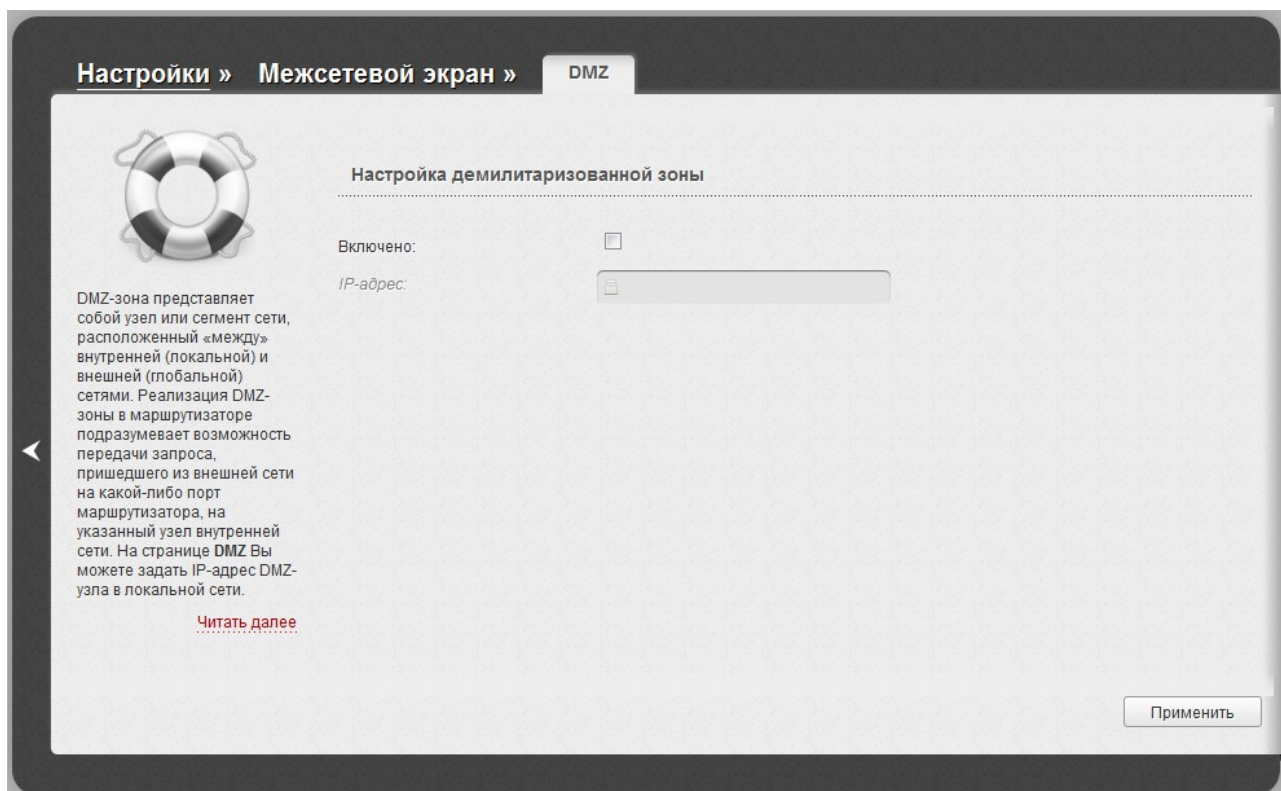 Настройки » Межсетевой экран » DMZ
Настройка демилитаризованной зоны
Включено:
IP-адрес:
DMZ-зона представляет
собой узел или сегмент сети,
расположенный «между»
внутренней (локальной) и
внешней (глобальной)
сетями. Реализация DMZ-
зоны в маршрутизаторе
подразумевает возможность
передачи запроса,
пришедшего из внешней сети
на какой-либо порт
маршрутизатора, на
указанный узел внутренней
сети. На странице DMZ Вы
можете задать IP-адрес DMZ-
узла в локальной сети.
Читать далее
Применить